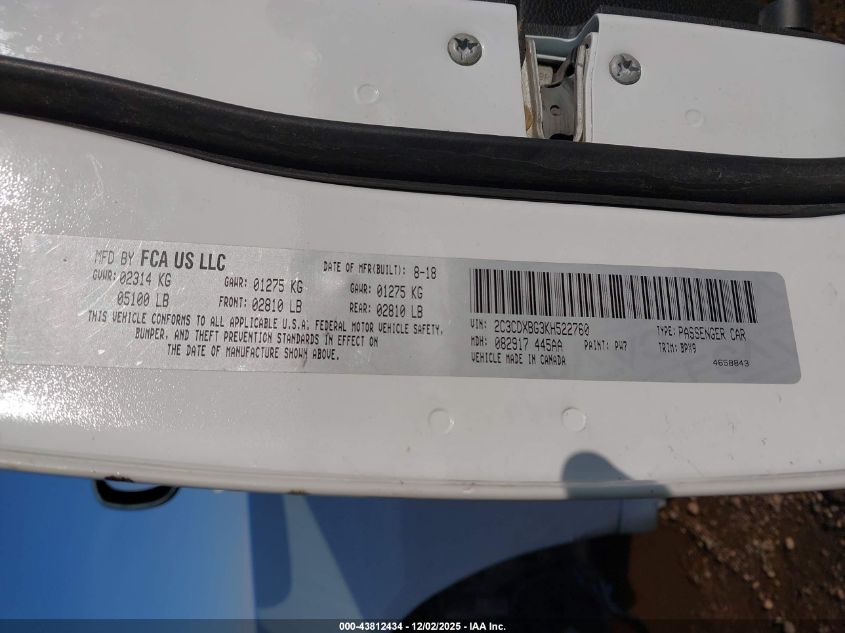 MFD BY FCA US LLC
DATE OF MFR(BUILT): 8-18
GVWR: 02314 KG
GAWR: 01275 KG
GAWR: 01275 KG
05100 LB
FRONT: 02810 LB
REAR: 02810 LB
THIS VEHICLE CONFORMS TO ALL APPLICABLE U.S.A. FEDERAL MOTOR VEHICLE SAFETY,
BUMPER, AND THEFT PREVENTION STANDARDS IN EFFECT ON
THE DATE OF MANUFACTURE SHOWN ABOVE.
VIN: 2C3CDXBG3KH522760
TYPE: PASSENGER CAR
MDH: 082917 445AA
PAINT: PW7
TRIM: BPX9
VEHICLE MADE IN CANADA
4658843
000-43812434 - 12/02/2025 - IAA Inc.